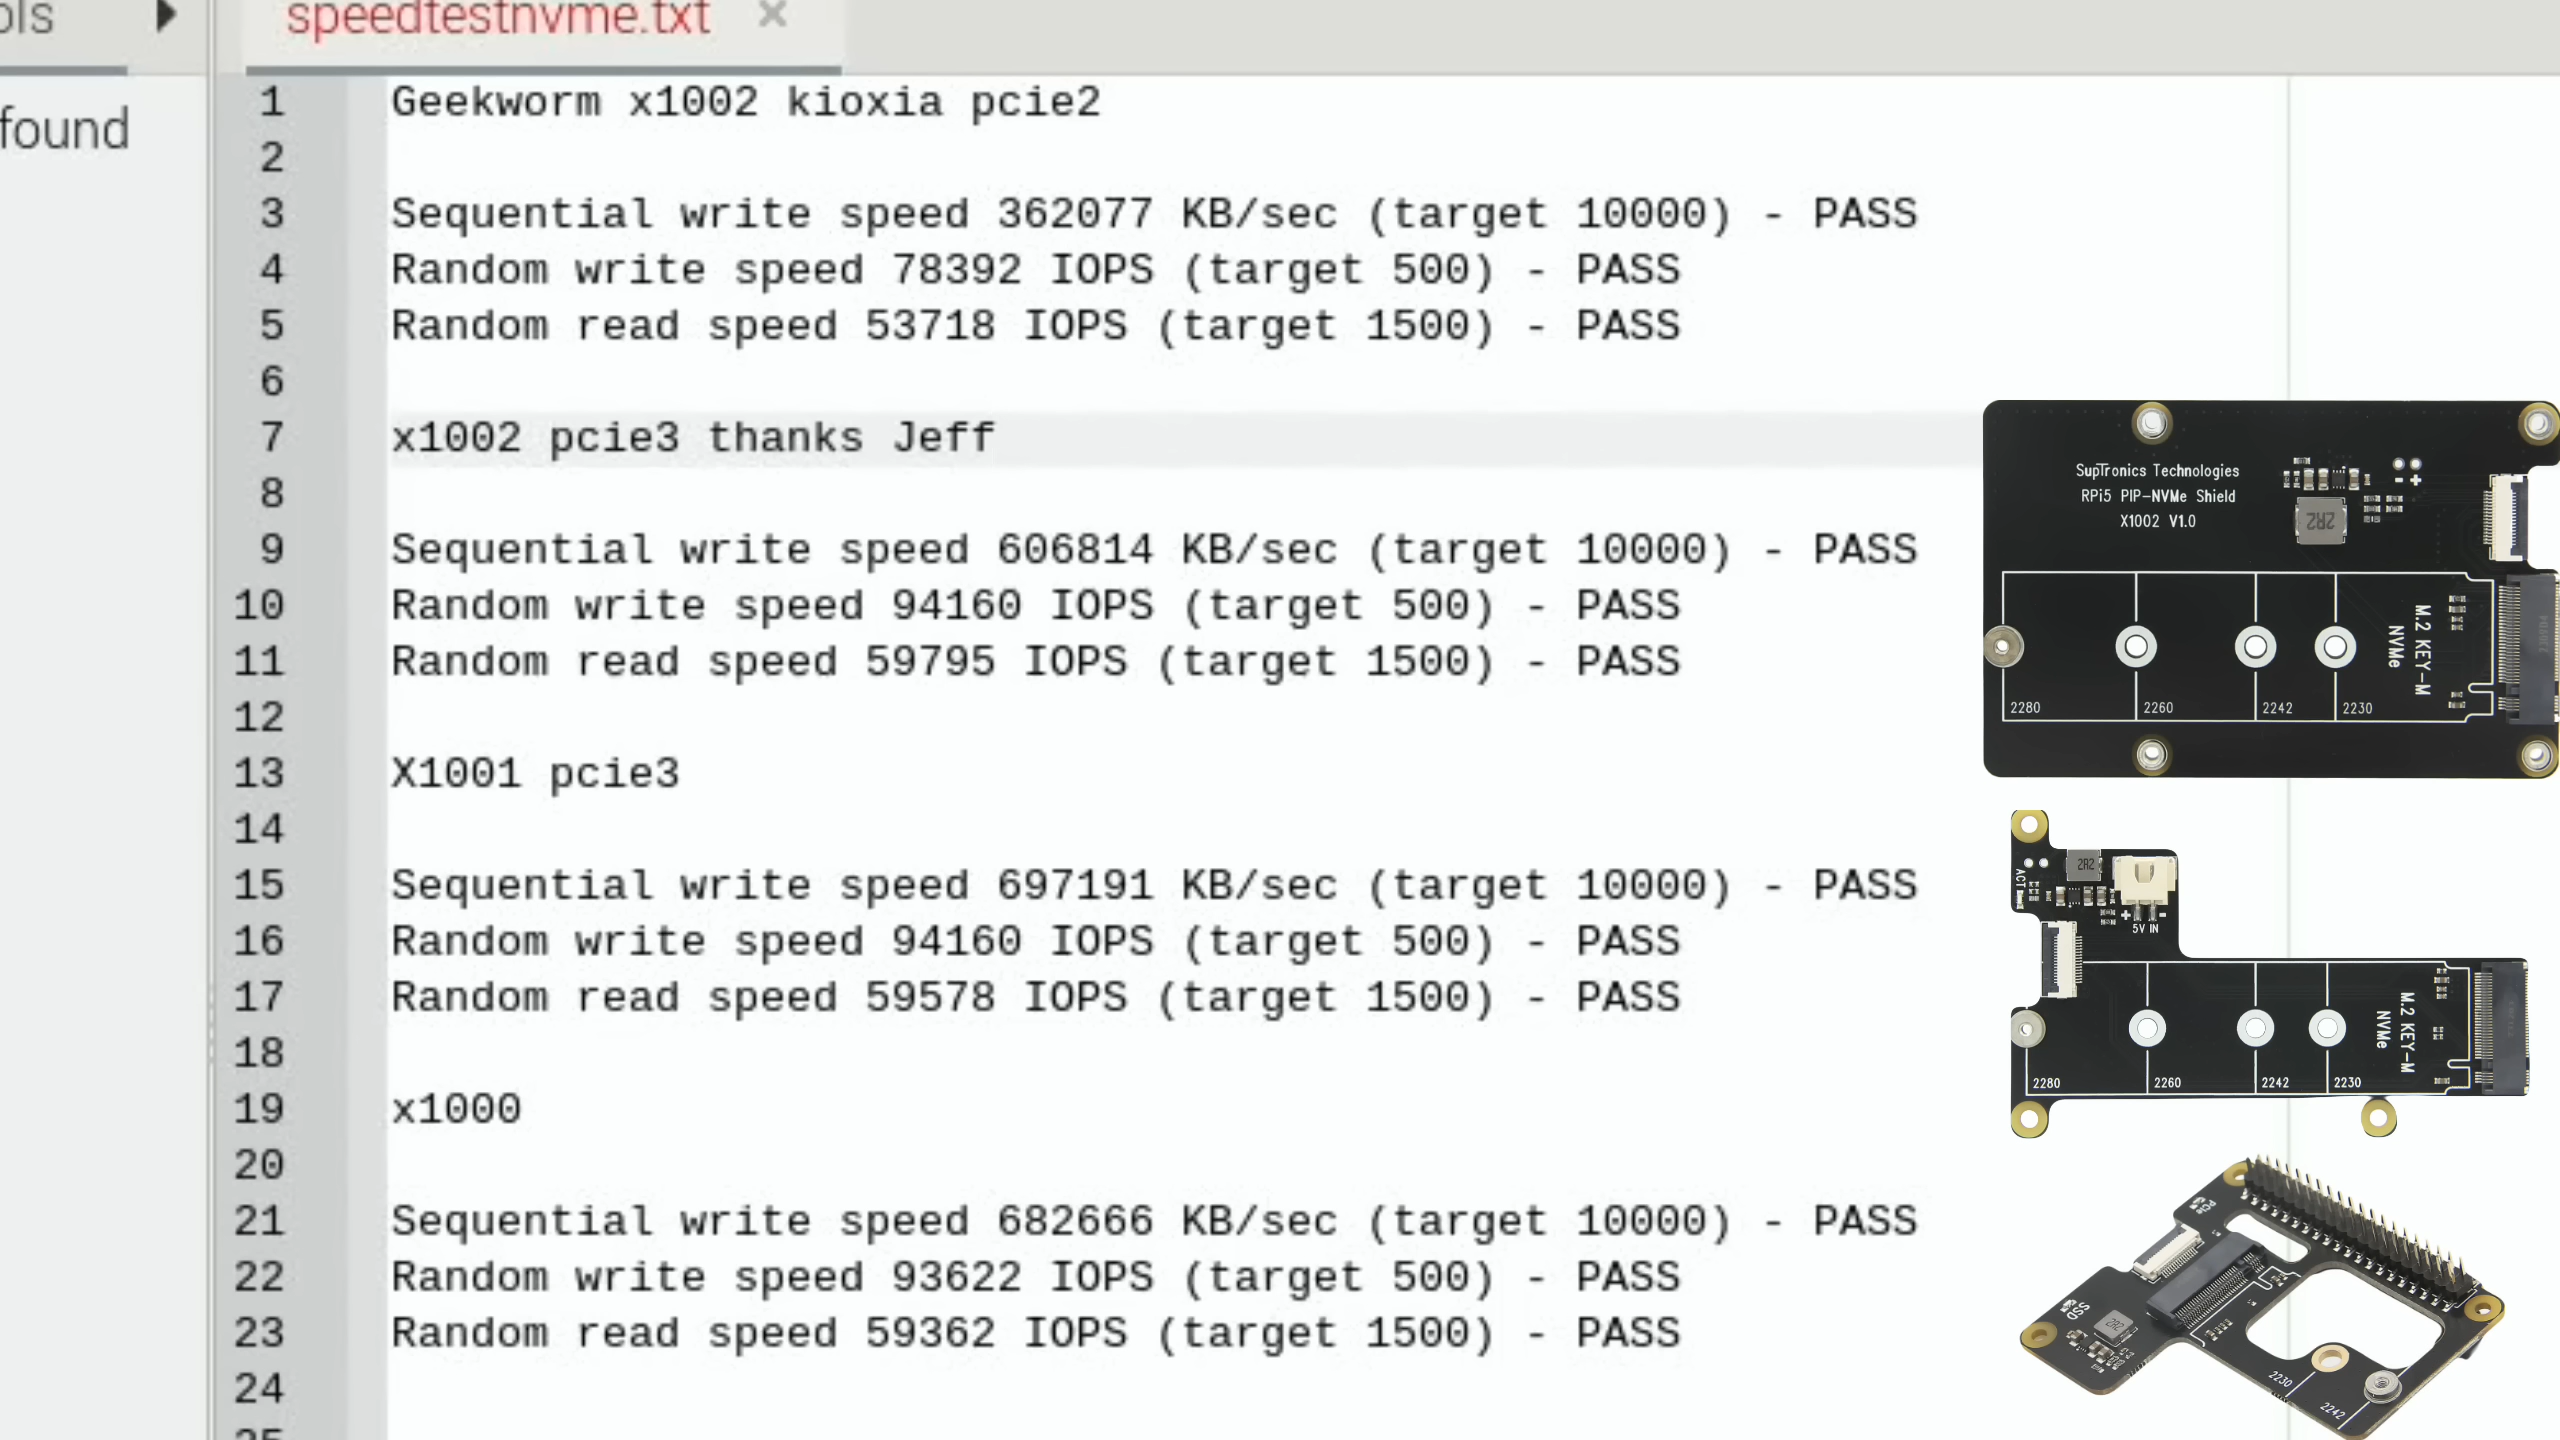 ols
speedtestnvme.txt ×
found
1 Geekworm x1002 kioxia pcie2
2
3 Sequential write speed 362077 KB/sec (target 10000) - PASS
4 Random write speed 78392 IOPS (target 500) - PASS
5 Random read speed 53718 IOPS (target 1500) - PASS
6
7 x1002 pcie3 thanks Jeff
8
9 Sequential write speed 606814 KB/sec (target 10000) - PASS
10 Random write speed 94160 IOPS (target 500) - PASS
11 Random read speed 59795 IOPS (target 1500) - PASS
12
13 X1001 pcie3
14
15 Sequential write speed 697191 KB/sec (target 10000) - PASS
16 Random write speed 94160 IOPS (target 500) - PASS
17 Random read speed 59578 IOPS (target 1500) - PASS
18
19 x1000
20
21 Sequential write speed 682666 KB/sec (target 10000) - PASS
22 Random write speed 93622 IOPS (target 500) - PASS
23 Random read speed 59362 IOPS (target 1500) - PASS
24
25
SupTronics Technologies
RPi5 PIP-NVMe Shield
X1002 V1.0
- +
2R2
M.2 KEY-M
NVMe
2280 2260 2242 2230
2R2
ACT
+ -
5V IN
M.2 KEY-M
NVMe
2280 2260 2242 2230
PCIe
SSD
2R2
2230
2242